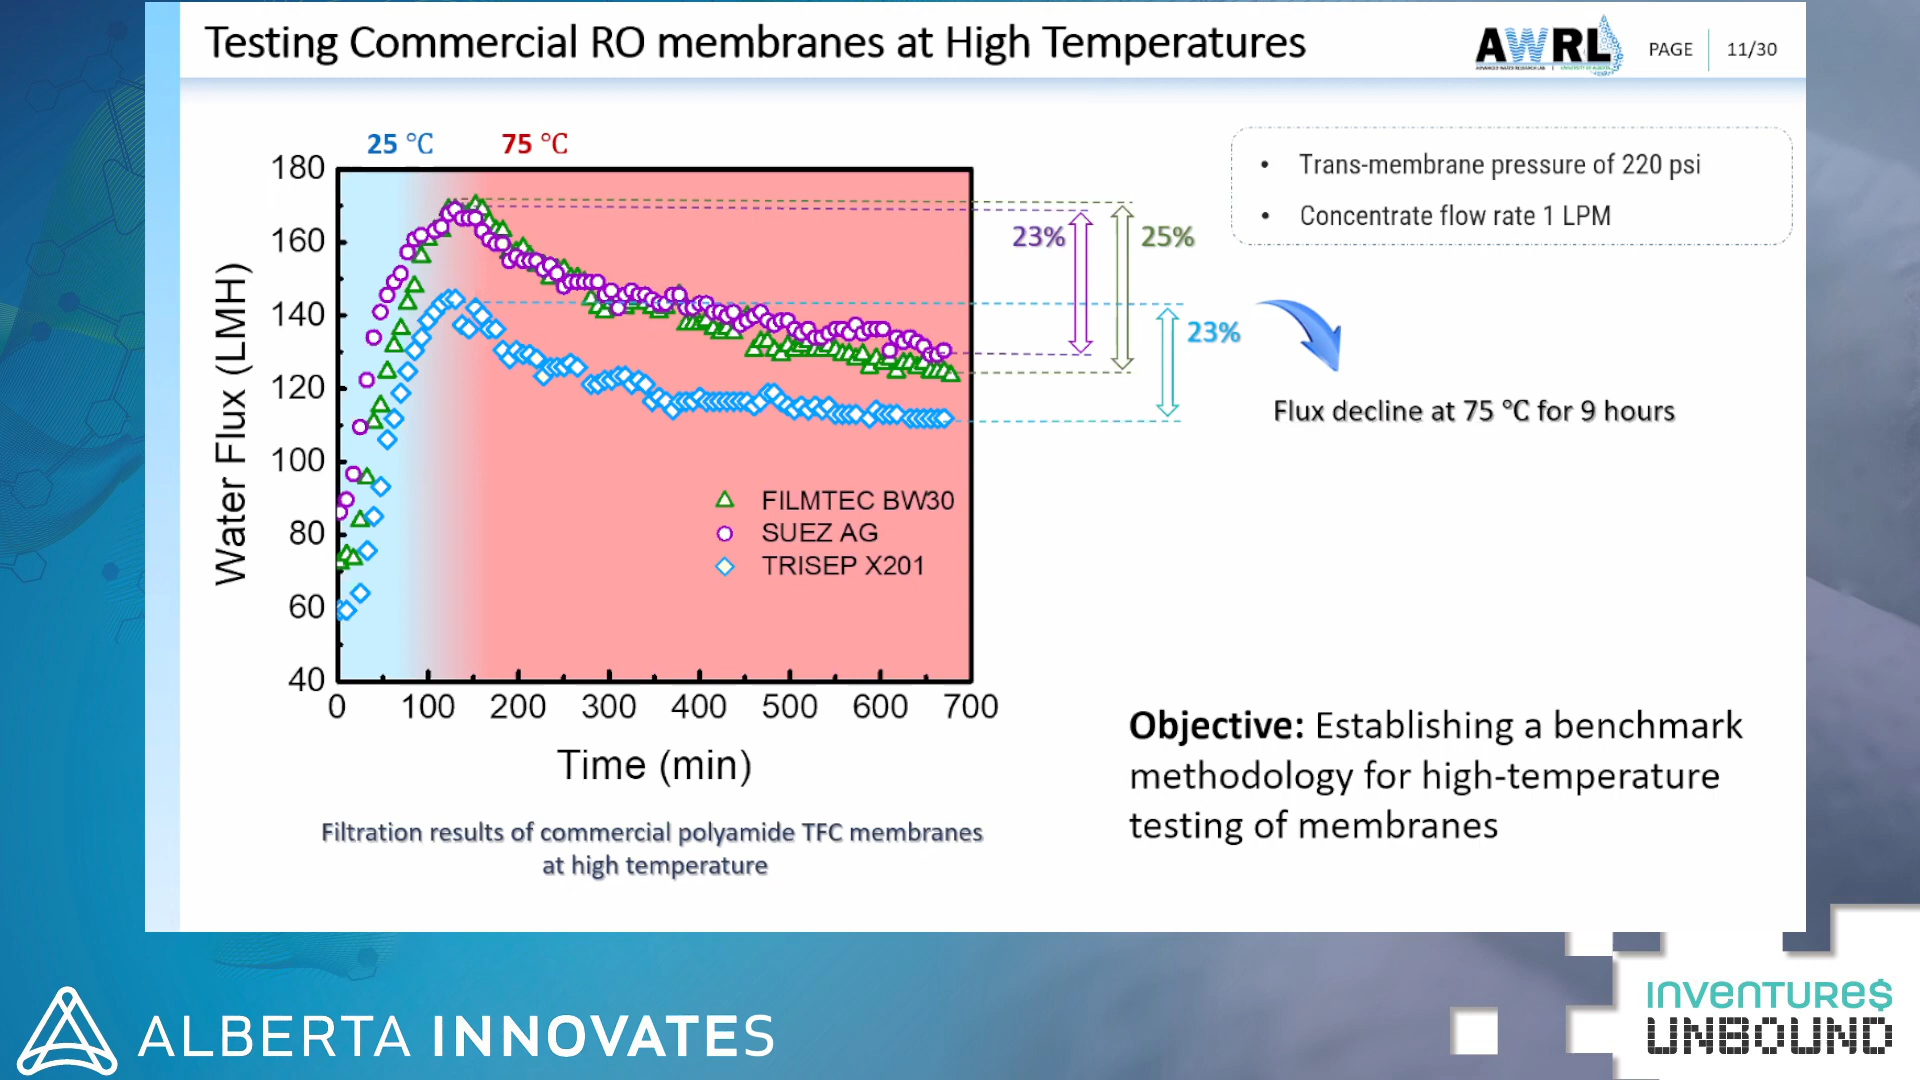 Testing Commercial RO membranes at High Temperatures
AWRL
PAGE 11/30
25 °C 75 °C
• Trans-membrane pressure of 220 psi
• Concentrate flow rate 1 LPM
180
160
140
120
100
80
60
40
Water Flux (LMH)
23%
25%
23%
Flux decline at 75 °C for 9 hours
FILMTEC BW30
SUEZ AG
TRISEP X201
0 100 200 300 400 500 600 700
Time (min)
Filtration results of commercial polyamide TFC membranes
at high temperature
Objective: Establishing a benchmark
methodology for high-temperature
testing of membranes
ALBERTA INNOVATES
INVENTURE$
UNBOUND